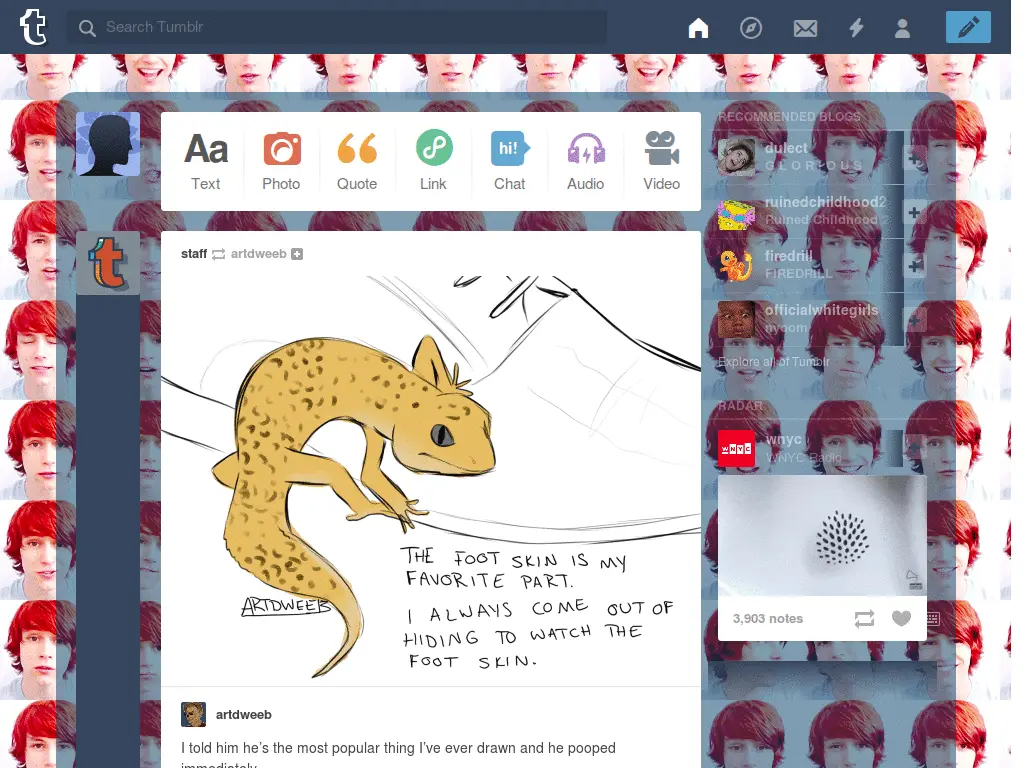 t
Search Tumblr
Aa
hi!
Text
Photo
Quote
Link
Chat
Audio
Video
t
staff artdweeb
THE FOOT SKIN IS MY
FAVORITE PART.
I ALWAYS COME OUT OF
HIDING TO WATCH THE
FOOT SKIN.
ARTDWEEB
artdweeb
I told him he's the most popular thing I've ever drawn and he pooped
immediately
RECOMMENDED BLOGS
dulect
G L O R I O U S
ruinedchildhood2
Ruined Childhood 2
firedrill
FIREDRILL
officialwhitegirls
nyoom
Explore all of Tumblr
RADAR
WNYC
wnyc
WNYC Radio
3,903 notes